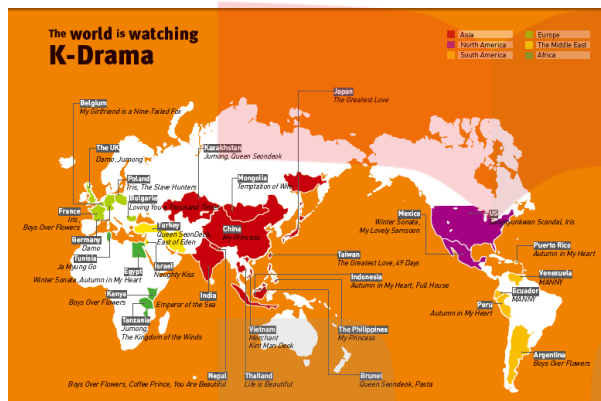 The world is watching
K-Drama
Asia
North America
South America
Europe
The Middle East
Africa
Belgium
My Girlfriend is a Nine-Tailed Fox
The UK
Damo, Jumong
Poland
Iris, The Slave Hunters
Bulgaria
Loving You a Thousand Times
France
Iris,
Boys Over Flowers
Germany
Damo
Turkey
Queen SeonDeok,
East of Eden
Tunisia
Ja Myung Go
Egypt
Winter Sonata, Autumn in My Heart
Israel
Naughty Kiss
Kenya
Boys Over Flowers
Tanzania
Jumong,
The Kingdom of the Winds
Kazakhstan
Jumong, Queen Seondeok
Mongolia
Temptation of Wife
China
My Princess
Japan
The Greatest Love
India
Emperor of the Sea
Taiwan
The Greatest Love, 49 Days
Indonesia
Autumn in My Heart, Full House
Vietnam
Merchant
Kim Man Deok
The Philippines
My Princess
Nepal
Boys Over Flowers, Coffee Prince, You Are Beautiful
Thailand
Life is Beautiful
Brunei
Queen Seondeok, Pasta
Mexico
Winter Sonata,
My Lovely Samsoon
US
Sungkyunkwan Scandal, Iris
Puerto Rico
Autumn in My Heart
Venezuela
MANNY
Ecuador
MANNY
Peru
Autumn in My Heart
Argentina
Boys Over Flowers